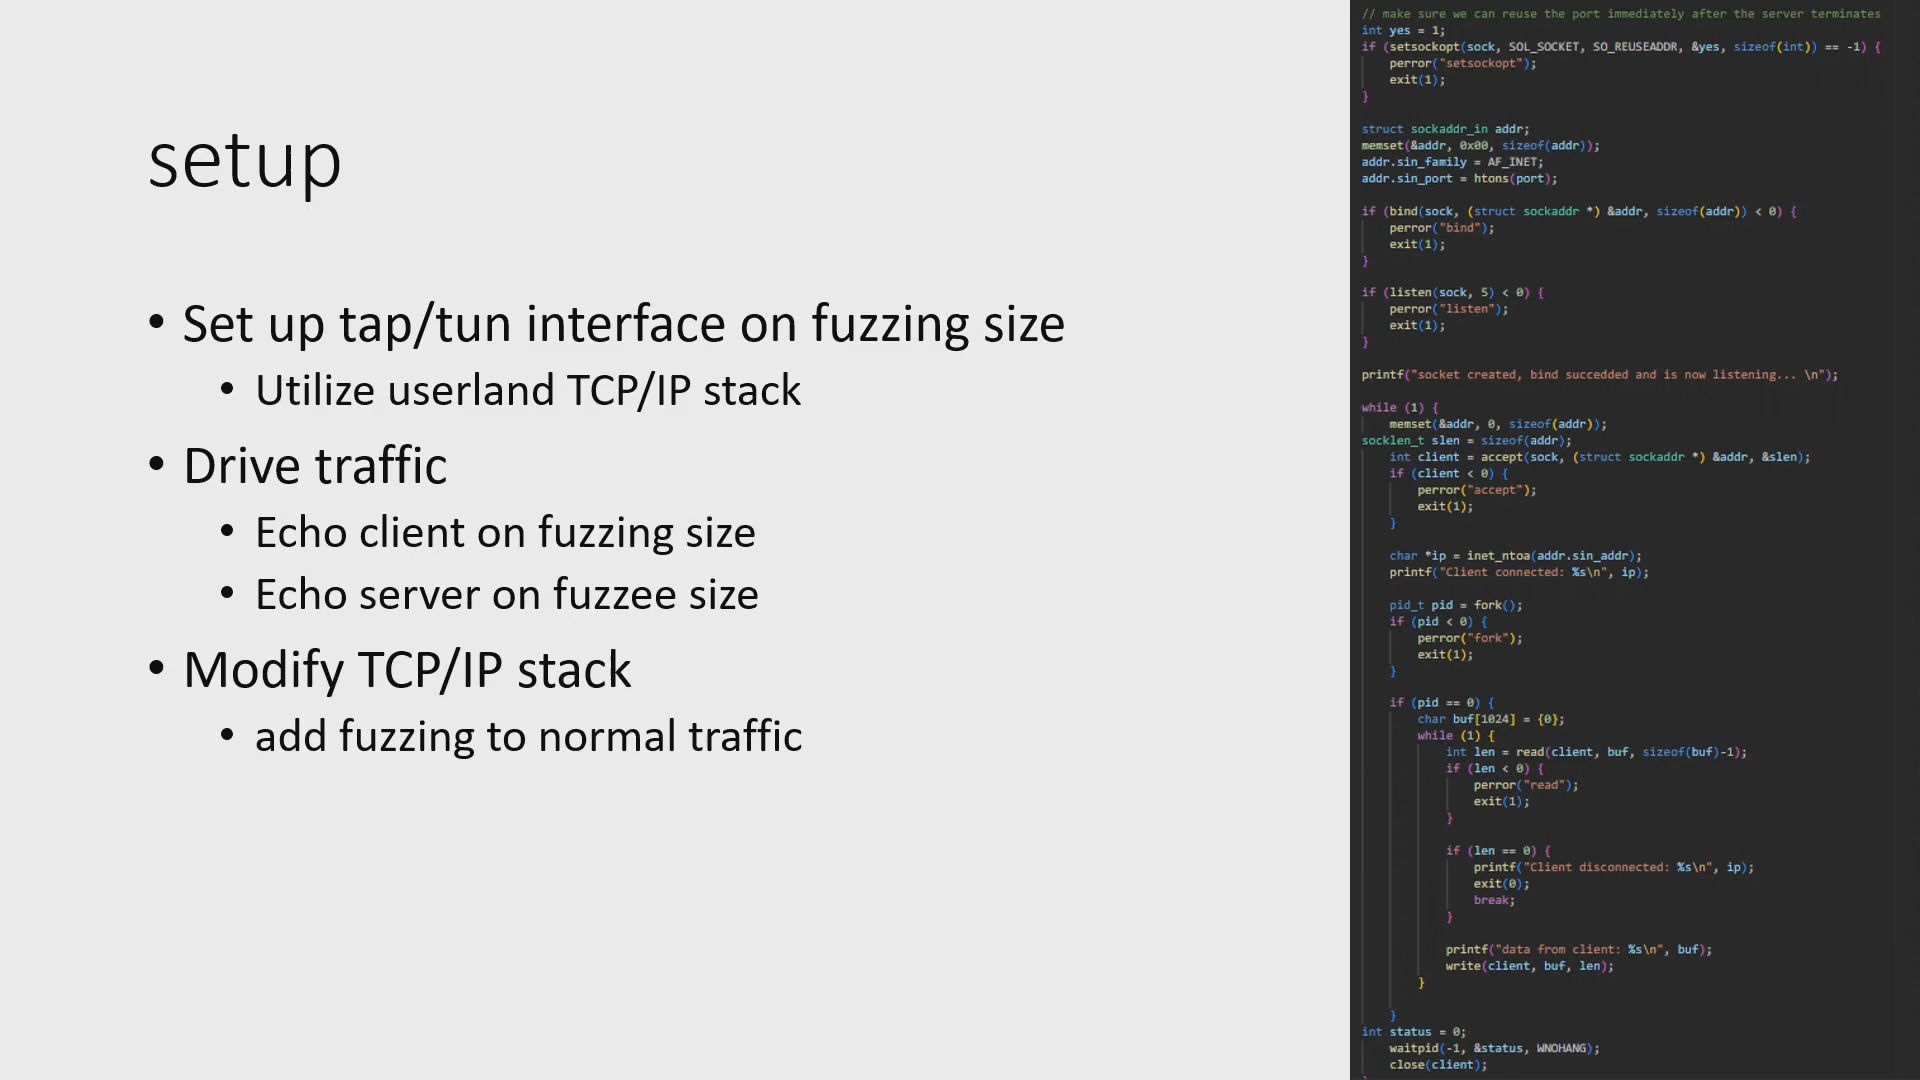 setup
• Set up tap/tun interface on fuzzing size
• Utilize userland TCP/IP stack
• Drive traffic
• Echo client on fuzzing size
• Echo server on fuzzee size
• Modify TCP/IP stack
• add fuzzing to normal traffic
// make sure we can reuse the port immediately after the server terminates
int yes = 1;
if (setsockopt(sock, SOL_SOCKET, SO_REUSEADDR, &yes, sizeof(int)) == -1) {
    perror("setsockopt");
    exit(1);
}
struct sockaddr_in addr;
memset(&addr, 0x00, sizeof(addr));
addr.sin_family = AF_INET;
addr.sin_port = htons(port);
if (bind(sock, (struct sockaddr *) &addr, sizeof(addr)) < 0) {
    perror("bind");
    exit(1);
}
if (listen(sock, 5) < 0) {
    perror("listen");
    exit(1);
}
printf("socket created, bind succedded and is now listening... \n");
while (1) {
    memset(&addr, 0, sizeof(addr));
socklen_t slen = sizeof(addr);
    int client = accept(sock, (struct sockaddr *) &addr, &slen);
    if (client < 0) {
        perror("accept");
        exit(1);
    }
    char *ip = inet_ntoa(addr.sin_addr);
    printf("Client connected: %s\n", ip);
    pid_t pid = fork();
    if (pid < 0) {
        perror("fork");
        exit(1);
    }
    if (pid == 0) {
        char buf[1024] = {0};
        while (1) {
            int len = read(client, buf, sizeof(buf)-1);
            if (len < 0) {
                perror("read");
                exit(1);
            }
            if (len == 0) {
                printf("Client disconnected: %s\n", ip);
                exit(0);
                break;
            }
            printf("data from client: %s\n", buf);
            write(client, buf, len);
        }
    }
int status = 0;
    waitpid(-1, &status, WNOHANG);
    close(client);